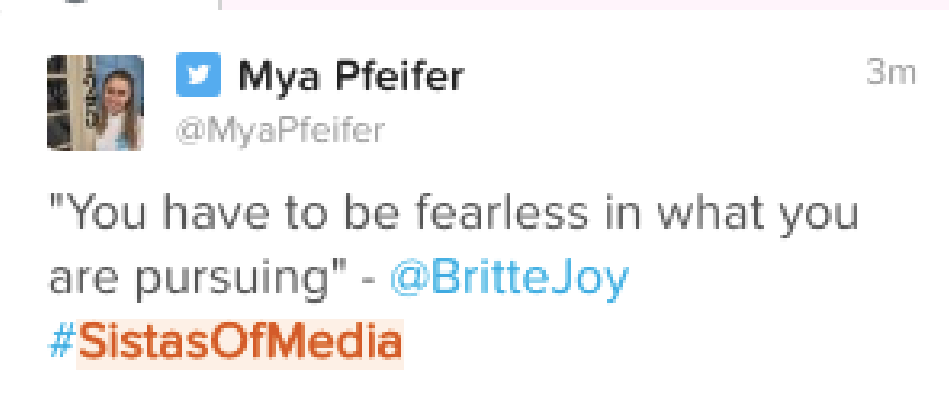 Mya Pfeifer
3m
@MyaPfeifer
"You have to be fearless in what you
are pursuing" - @BritteJoy
#SistasOfMedia